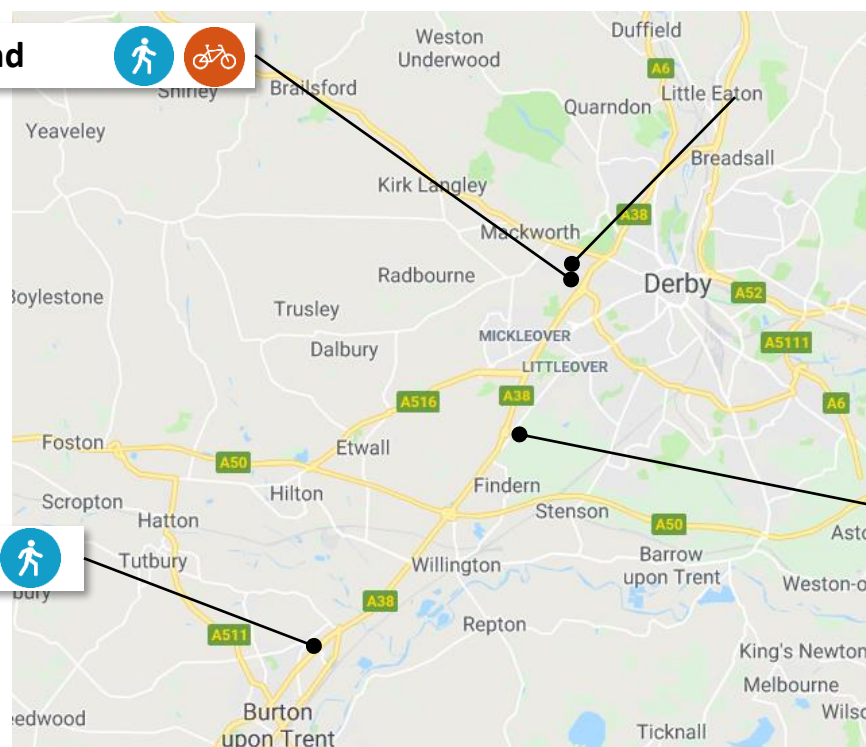 nd
Duffield
Weston
Underwood
A6
Shirley
Brailsford
Little Eaton
Quarndon
Yeaveley
Breadsall
Kirk Langley
A38
Mackworth
Radbourne
Derby
A52
Boylestone
Trusley
MICKLEOVER
A5111
Dalbury
LITTLEOVER
A38
A516
A6
Foston
Etwall
A50
Findern
Hilton
Scropton
Stenson
Hatton
A50
Asto
Tutbury
Barrow
upon Trent
Willington
Weston-o
bury
A38
Repton
A511
King's Newton
Melbourne
Burton
upon Trent
eedwood
Wilso
Ticknall